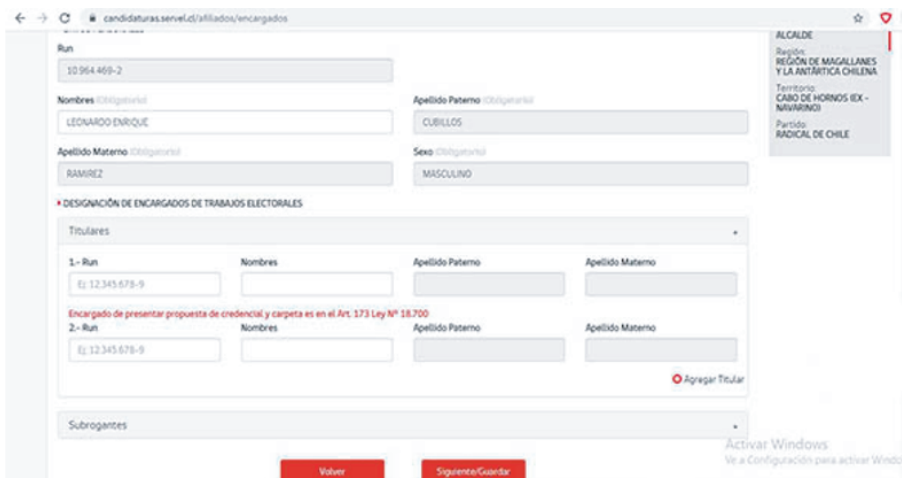 candidaturas.servel.cl/afiliados/encargados
Run
10.964.469-2
Nombres (Obligatorio)
Apellido Paterno (Obligatorio)
LEONARDO ENRIQUE
CUBILLOS
Apellido Materno (Obligatorio)
Sexo (Obligatorio)
RAMIREZ
MASCULINO
DESIGNACIÓN DE ENCARGADOS DE TRABAJOS ELECTORALES
Titulares
1.- Run
Nombres
Apellido Paterno
Apellido Materno
Ej: 12.345.678-9
Encargado de presentar propuesta de credencial y carpeta es en el Art. 173 Ley Nº 18.700
2.- Run
Nombres
Apellido Paterno
Apellido Materno
Ej: 12.345.678-9
Agregar Titular
Subrogantes
Volver
Siguiente/Guardar
ALCALDE
Región:
REGIÓN DE MAGALLANES
Y LA ANTÁRTICA CHILENA
Territorio:
CABO DE HORNOS (EX -
NAVARINO)
Partido:
RADICAL DE CHILE
Activar Windows
Ve a Configuración para activar Windo